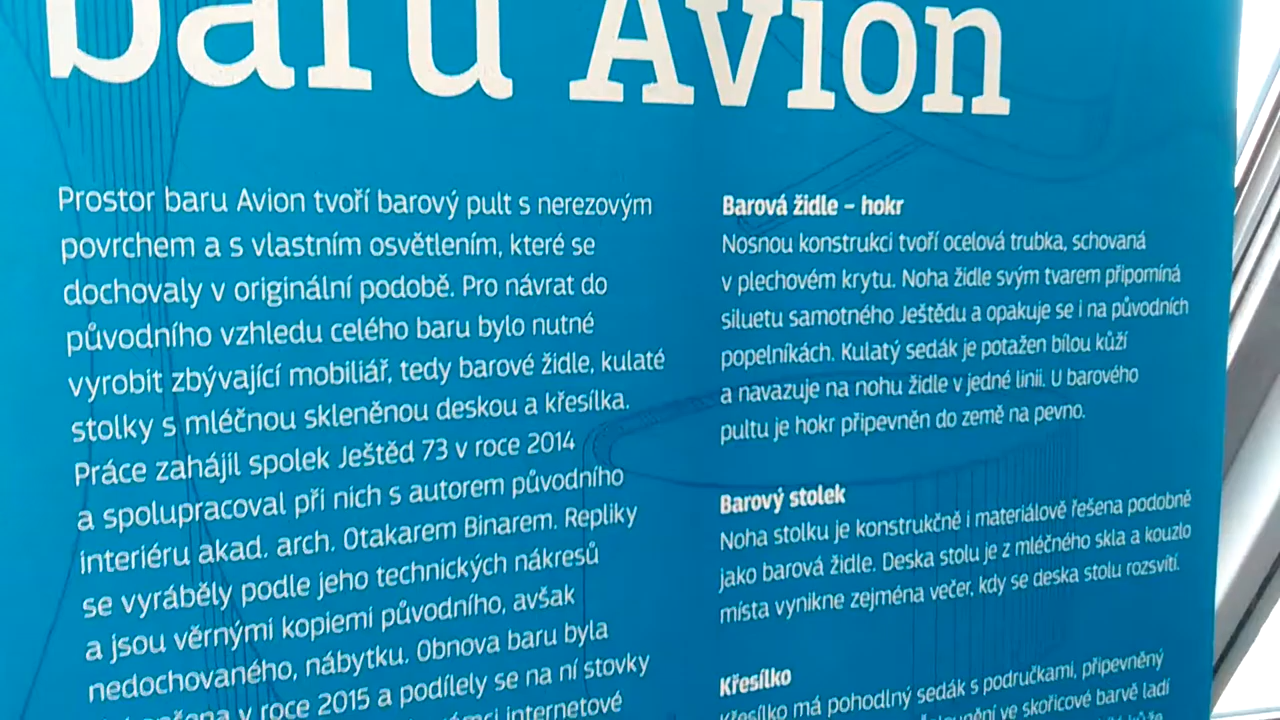 baru Avion
Prostor baru Avion tvoří barový pult s nerezovým
povrchem a s vlastním osvětlením, které se
dochovaly v originální podobě. Pro návrat do
původního vzhledu celého baru bylo nutné
vyrobit zbývající mobiliář, tedy barové židle, kulaté
stolky s mléčnou skleněnou deskou a křesílka.
Práce zahájil spolek Ještěd 73 v roce 2014
a spolupracoval při nich s autorem původního
interiéru akad. arch. Otakarem Binarem. Repliky
se vyráběly podle jeho technických nákresů
a jsou věrnými kopiemi původního, avšak
nedochovaného, nábytku. Obnova baru byla
v roce 2015 a podílely se na ní stovky
internetové
Barová židle – hokr
Nosnou konstrukci tvoří ocelová trubka, schovaná
v plechovém krytu. Noha židle svým tvarem připomíná
siluetu samotného Ještědu a opakuje se i na původních
popelníkách. Kulatý sedák je potažen bílou kůží
a navazuje na nohu židle v jedné linii. U barového
pultu je hokr připevněn do země na pevno.
Barový stolek
Noha stolku je konstrukčně i materiálově řešena podobně
jako barová židle. Deska stolu je z mléčného skla a kouzlo
místa vynikne zejména večer, kdy se deska stolu rozsvítí.
Křesílko
Křesílko má pohodlný sedák s područkami, připevněný
ve skořicové barvě ladí